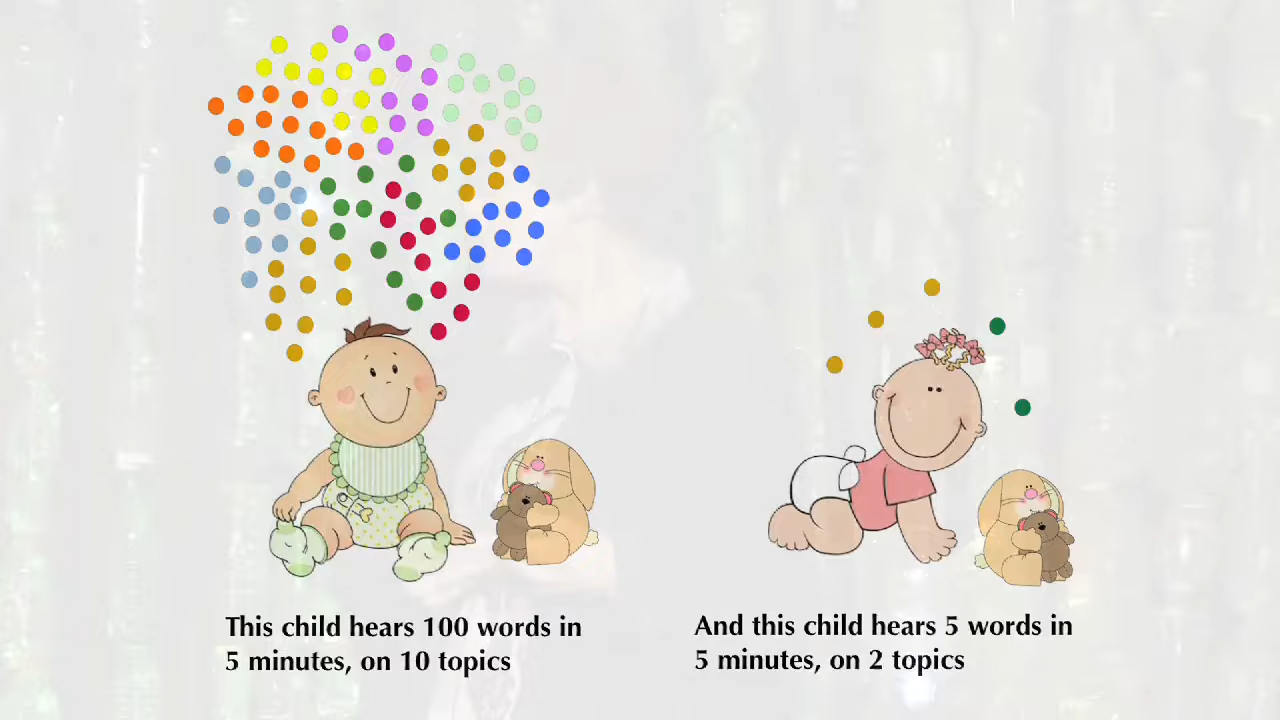 This child hears 100 words in
5 minutes, on 10 topics
And this child hears 5 words in
5 minutes, on 2 topics